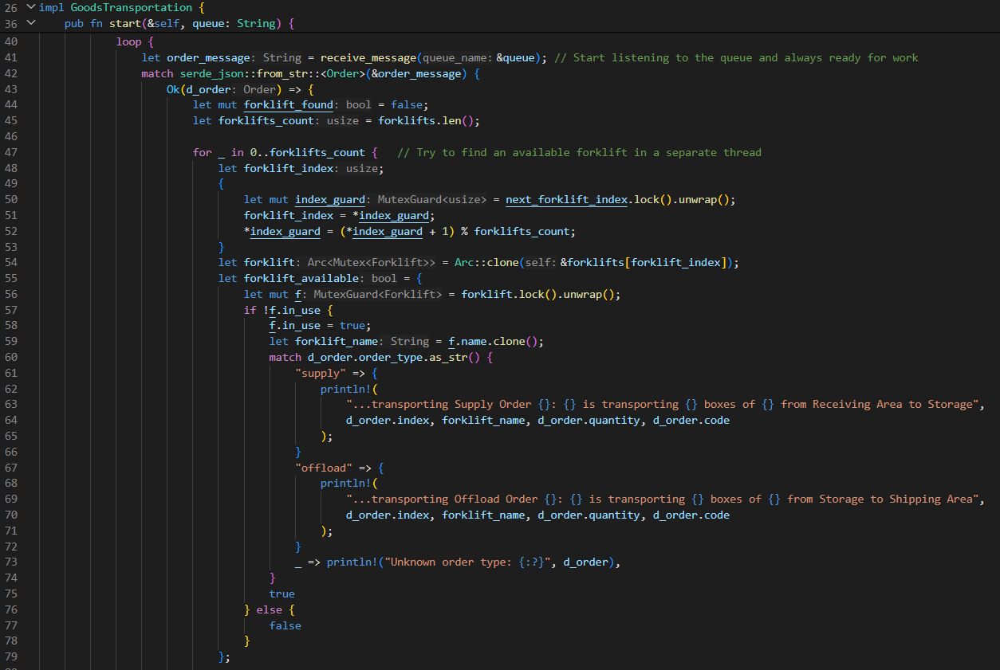 26 impl GoodsTransportation {
36 pub fn start(&self, queue: String) {
40 loop {
41 let order_message: String = receive_message(queue_name: &queue); // Start listening to the queue and always ready for work
42 match serde_json::from_str::<Order>(&order_message) {
43 Ok(d_order: Order) => {
44 let mut forklift_found: bool = false;
45 let forklifts_count: usize = forklifts.len();
46
47 for _ in 0..forklifts_count { // Try to find an available forklift in a separate thread
48 let forklift_index: usize;
49 {
50 let mut index_guard: MutexGuard<usize> = next_forklift_index.lock().unwrap();
51 forklift_index = *index_guard;
52 *index_guard = (*index_guard + 1) % forklifts_count;
53 }
54 let forklift: Arc<Mutex<Forklift>> = Arc::clone(self: &forklifts[forklift_index]);
55 let forklift_available: bool = {
56 let mut f: MutexGuard<Forklift> = forklift.lock().unwrap();
57 if !f.in_use {
58 f.in_use = true;
59 let forklift_name: String = f.name.clone();
60 match d_order.order_type.as_str() {
61 "supply" => {
62 println!(
63 "...transporting Supply Order {}: {} is transporting {} boxes of {} from Receiving Area to Storage",
64 d_order.index, forklift_name, d_order.quantity, d_order.code
65 );
66 }
67 "offload" => {
68 println!(
69 "...transporting Offload Order {}: {} is transporting {} boxes of {} from Storage to Shipping Area",
70 d_order.index, forklift_name, d_order.quantity, d_order.code
71 );
72 }
73 _ => println!("Unknown order type: {:?}", d_order),
74 }
75 true
76 } else {
77 false
78 }
79 };